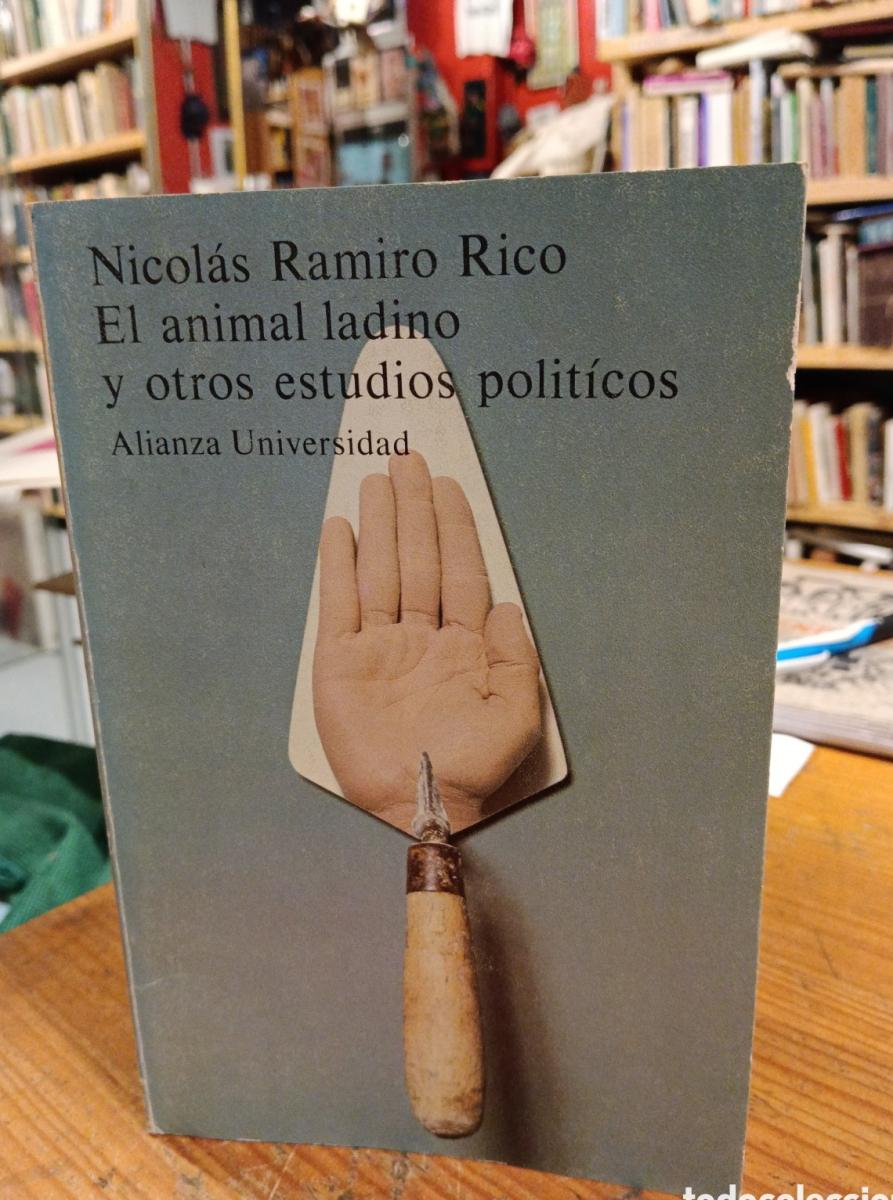 Nicolás Ramiro Rico
El animal ladino
y otros estudios politícos
Alianza Universidad